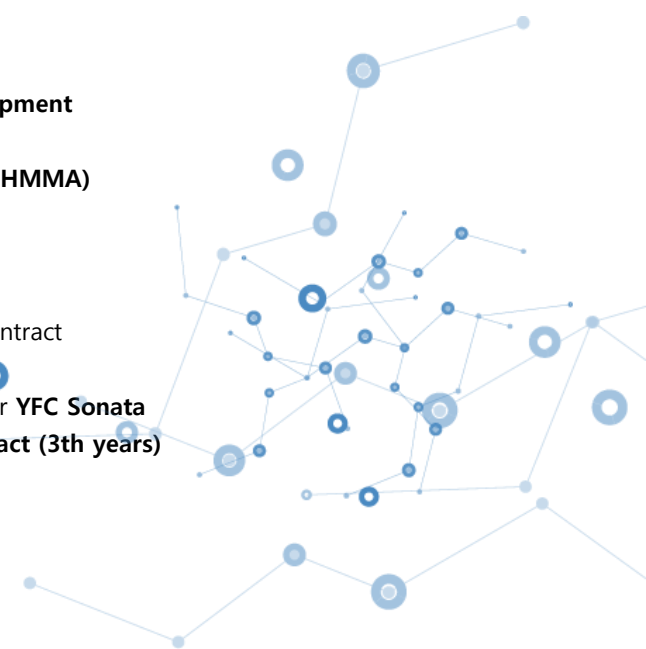 pment
HMMA)
ntract
r YFC Sonata
act (3th years)